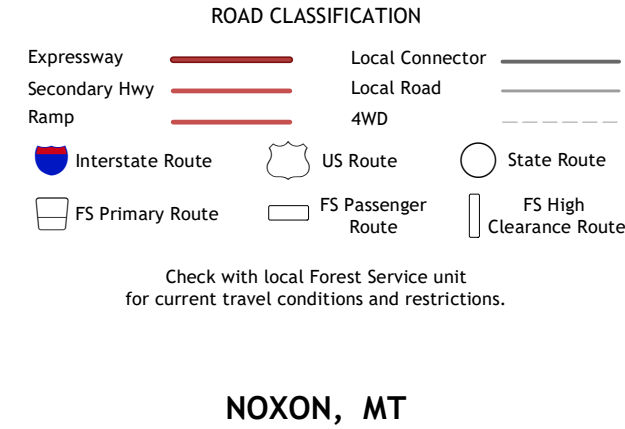 ROAD CLASSIFICATION
Expressway
Local Connector
Secondary Hwy
Local Road
Ramp
4WD
Interstate Route
US Route
State Route
FS Primary Route
FS Passenger
Route
FS High
Clearance Route
Check with local Forest Service unit
for current travel conditions and restrictions.
NOXON, MT